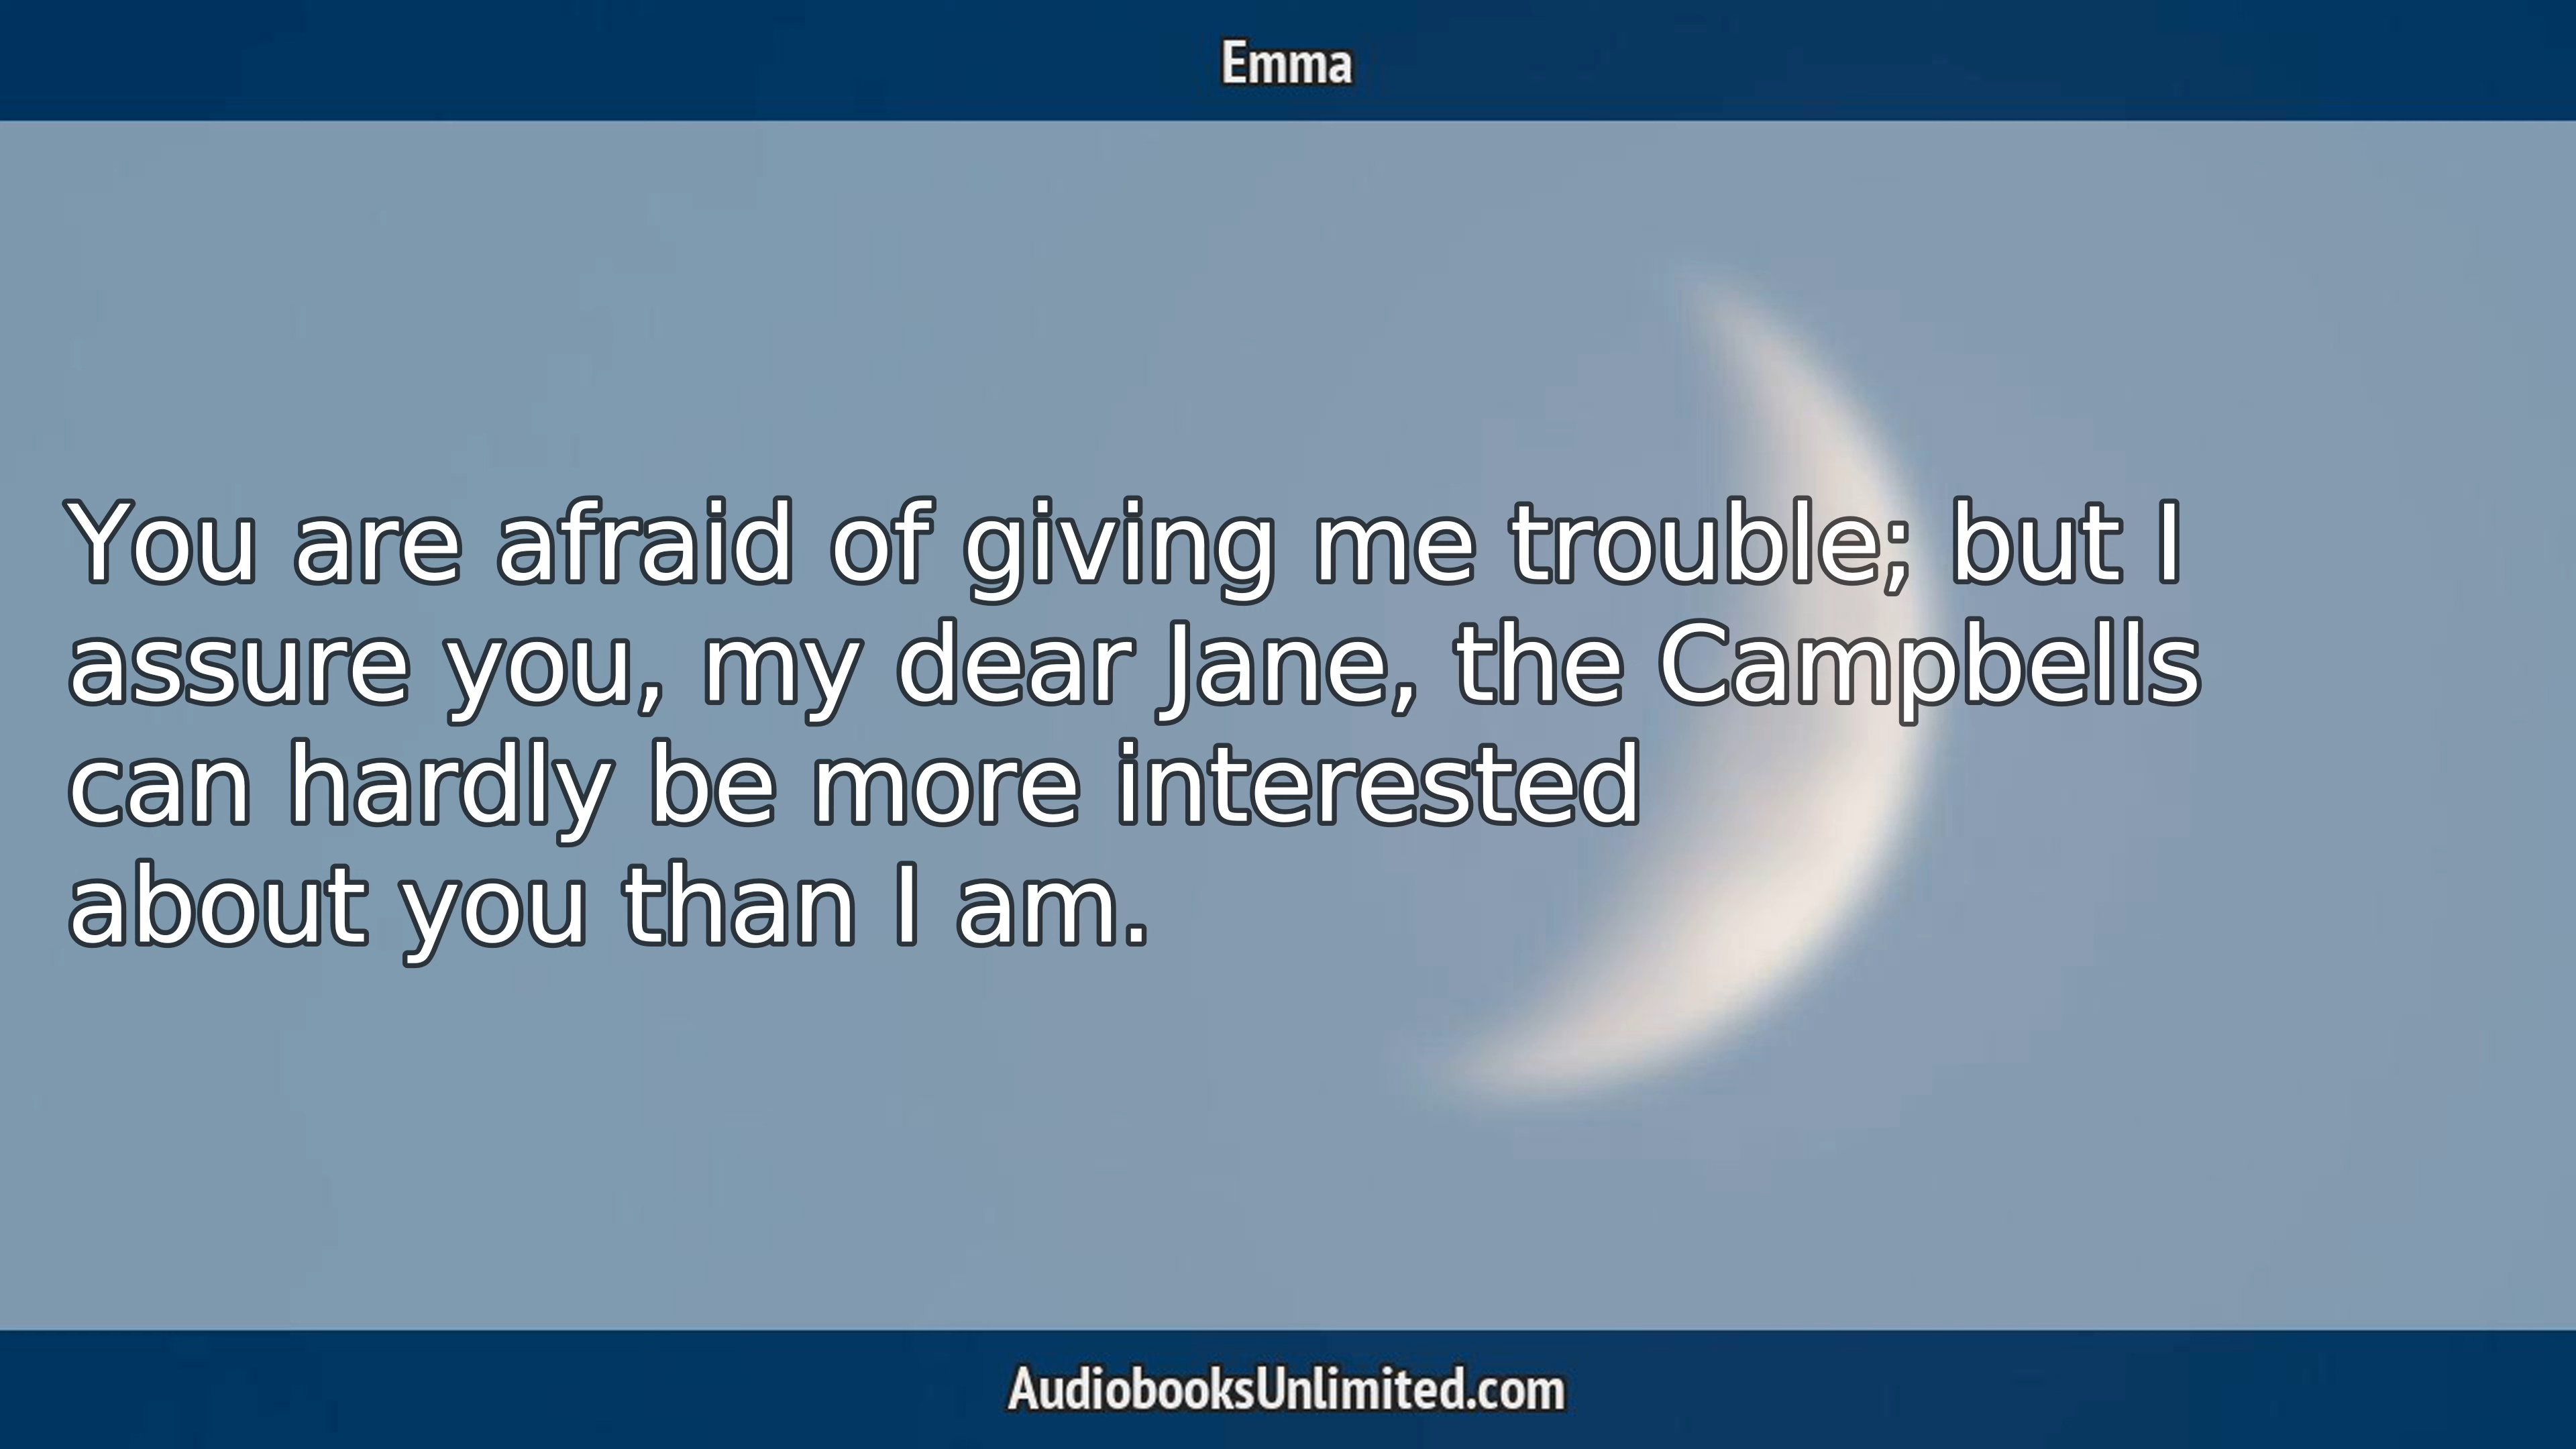 Emma
You are afraid of giving me trouble; but I
assure you, my dear Jane, the Campbells
can hardly be more interested
about you than I am.
AudiobooksUnlimited.com